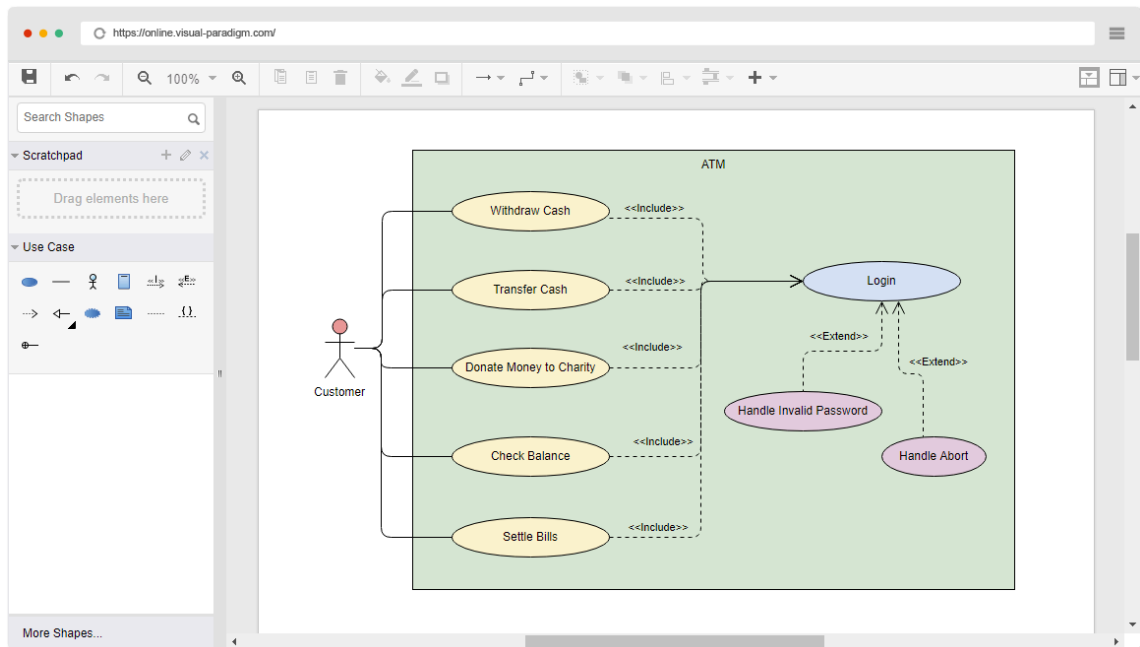 https://online.visual-paradigm.com/
100%
Search Shapes
Scratchpad
Drag elements here
Use Case
«I»
«E»
{}
More Shapes...
ATM
Withdraw Cash
<<Include>>
Transfer Cash
<<Include>>
Login
Donate Money to Charity
<<Include>>
<<Extend>>
<<Extend>>
Customer
Handle Invalid Password
Check Balance
<<Include>>
Handle Abort
Settle Bills
<<Include>>